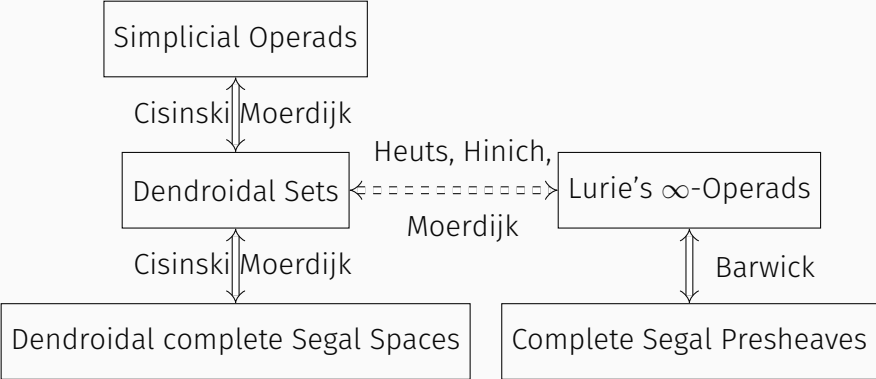 Simplicial Operads
Cisinski Moerdijk
Heuts, Hinich,
Dendroidal Sets
Lurie's ∞-Operads
Moerdijk
Cisinski Moerdijk
Barwick
Dendroidal complete Segal Spaces
Complete Segal Presheaves